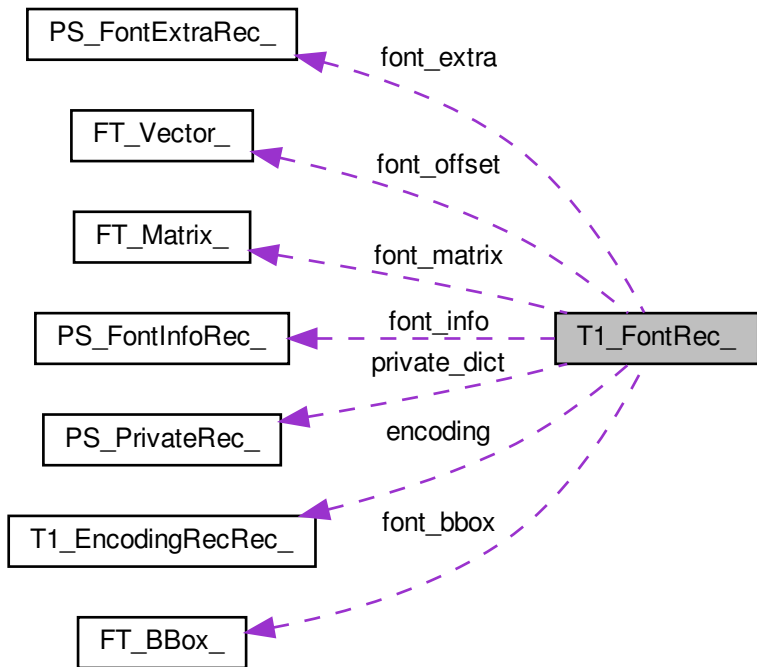 PS_FontExtraRec_
font_extra
FT_Vector_
font_offset
FT_Matrix_
font_matrix
PS_FontInfoRec_
font_info
T1_FontRec_
private_dict
PS_PrivateRec_
encoding
T1_EncodingRecRec_
font_bbox
FT_BBox_